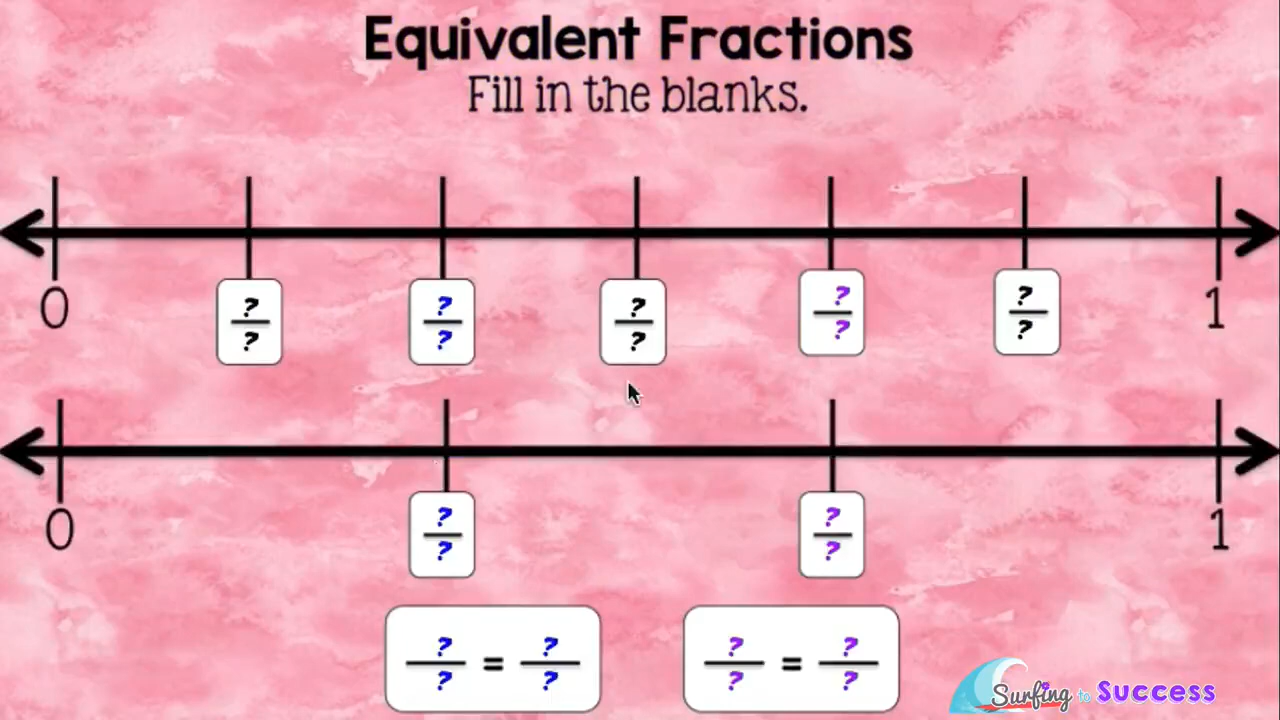 Equivalent Fractions
Fill in the blanks.
0 ?/? ?/? ?/? ?/? ?/? 1
0 ?/? ?/? 1
?/? = ?/? ?/? = ?/?
Surfing to Success